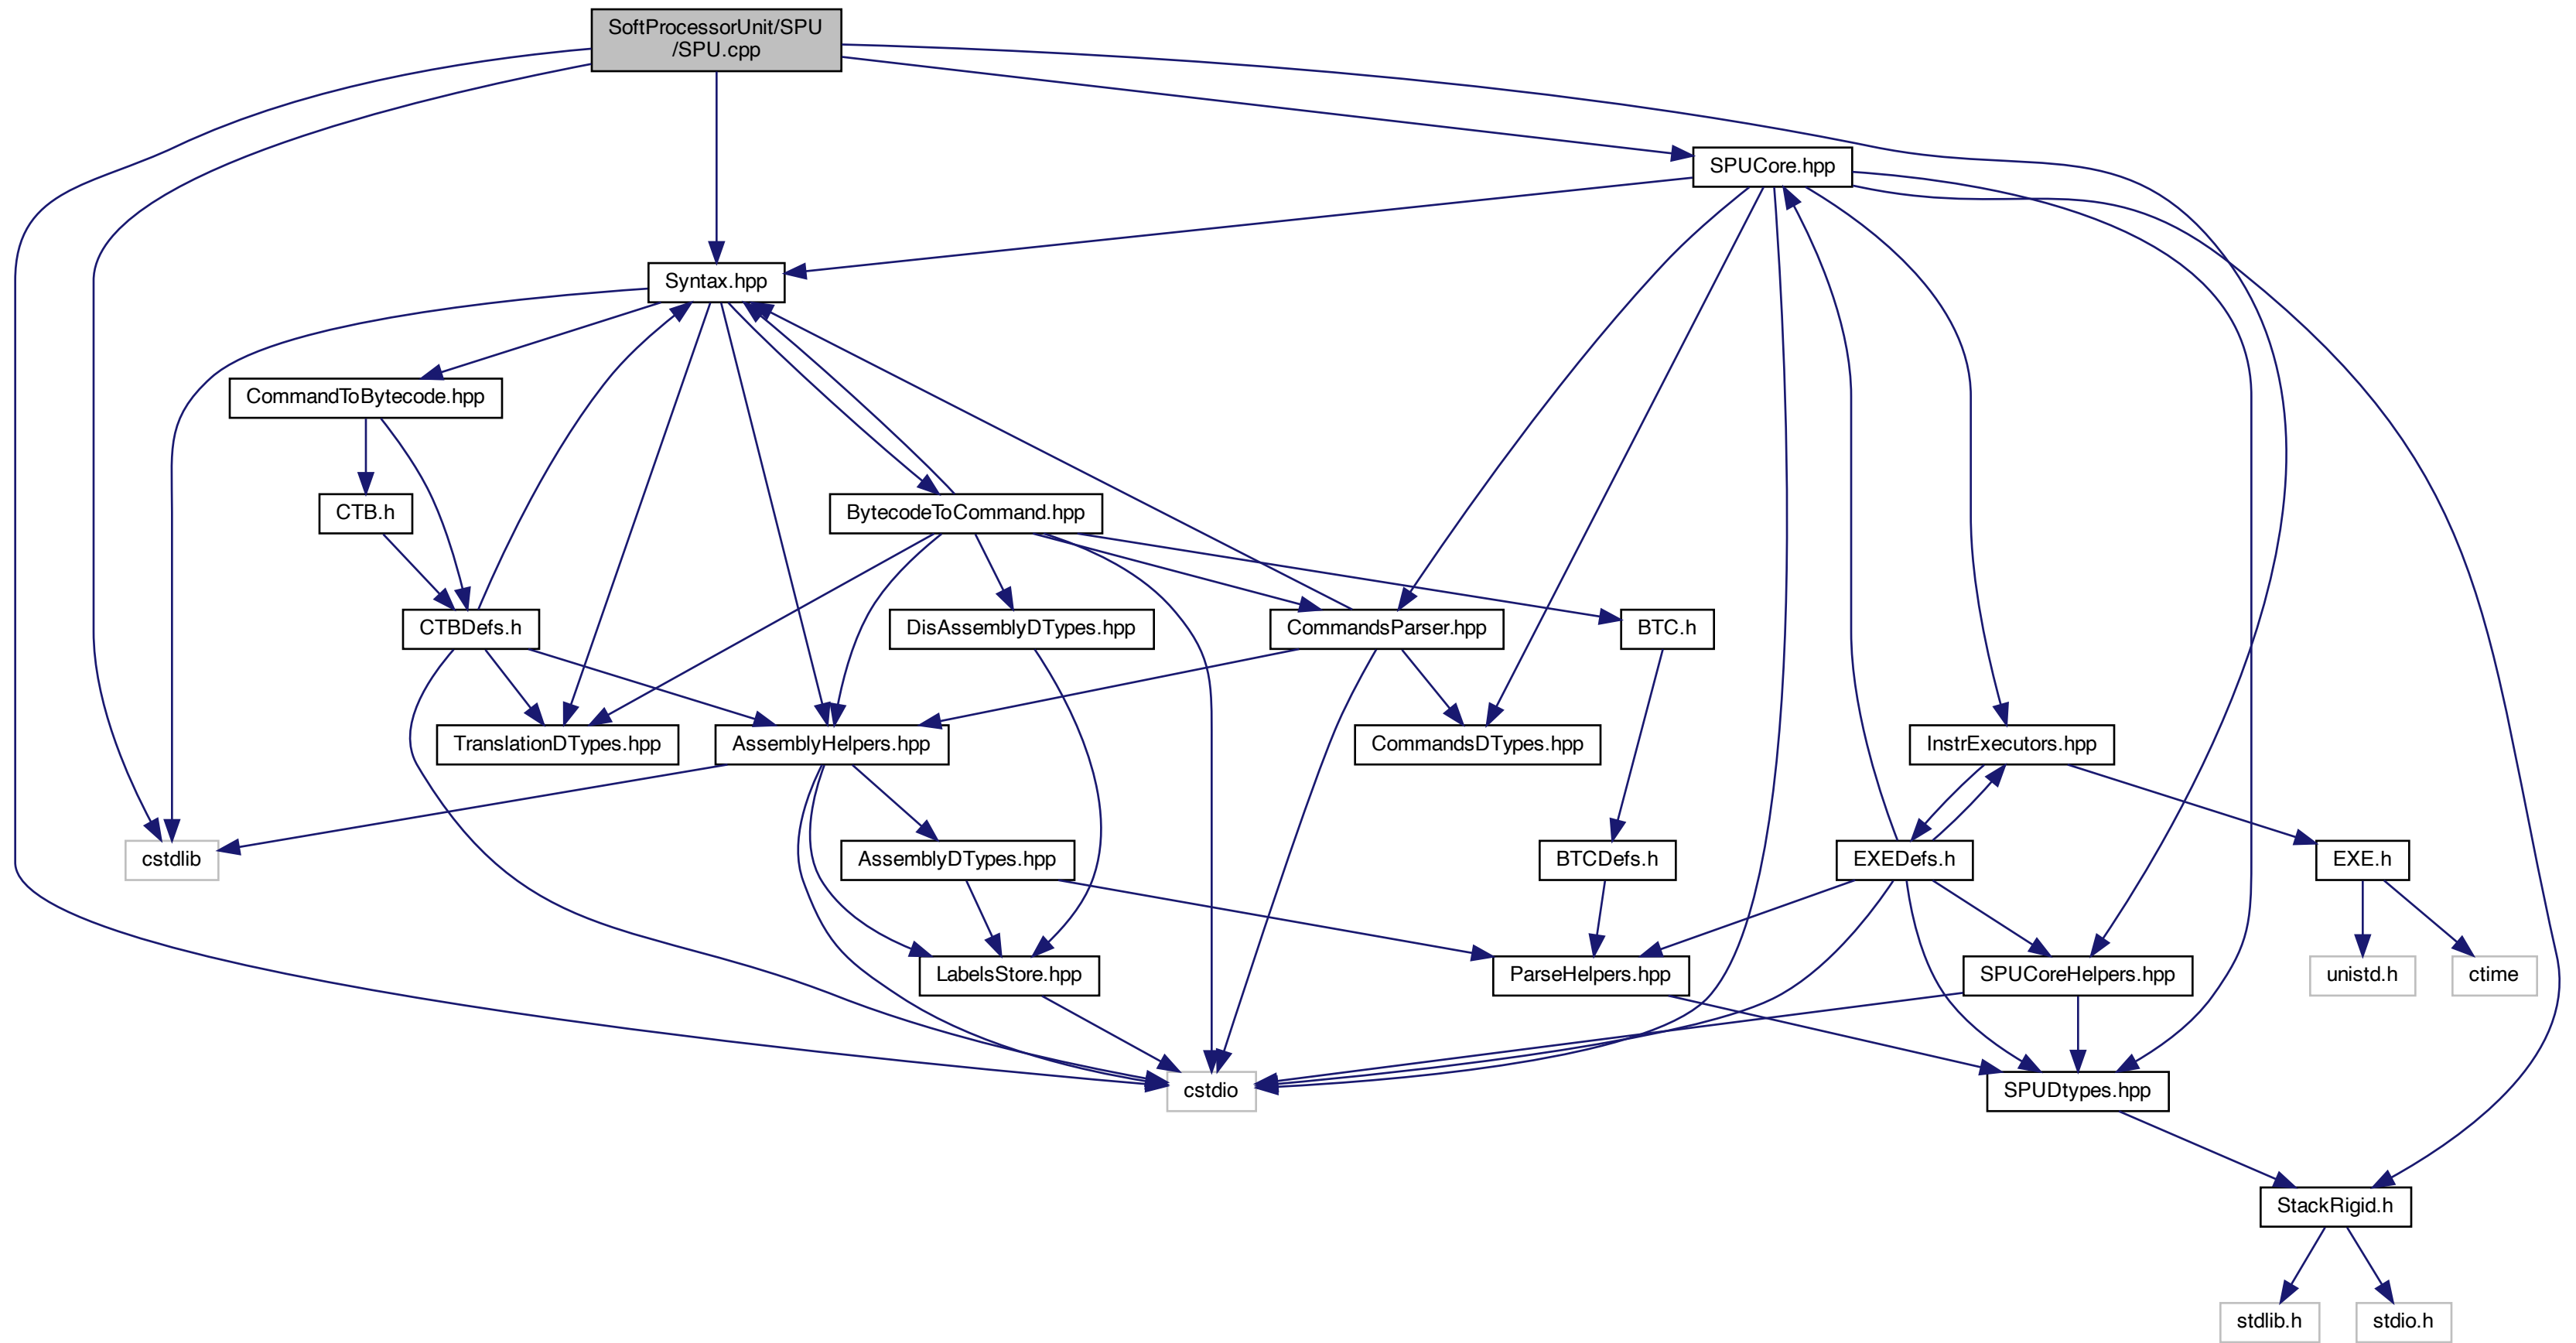 SoftProcessorUnit/SPU
/SPU.cpp
SPUCore.hpp
Syntax.hpp
CommandToBytecode.hpp
CTB.h
BytecodeToCommand.hpp
CTBDefs.h
DisAssemblyDTypes.hpp
CommandsParser.hpp
BTC.h
TranslationDTypes.hpp
AssemblyHelpers.hpp
CommandsDTypes.hpp
InstrExecutors.hpp
cstdlib
AssemblyDTypes.hpp
BTCDefs.h
EXEDefs.h
EXE.h
LabelsStore.hpp
ParseHelpers.hpp
SPUCoreHelpers.hpp
unistd.h
ctime
cstdio
SPUDtypes.hpp
StackRigid.h
stdlib.h
stdio.h